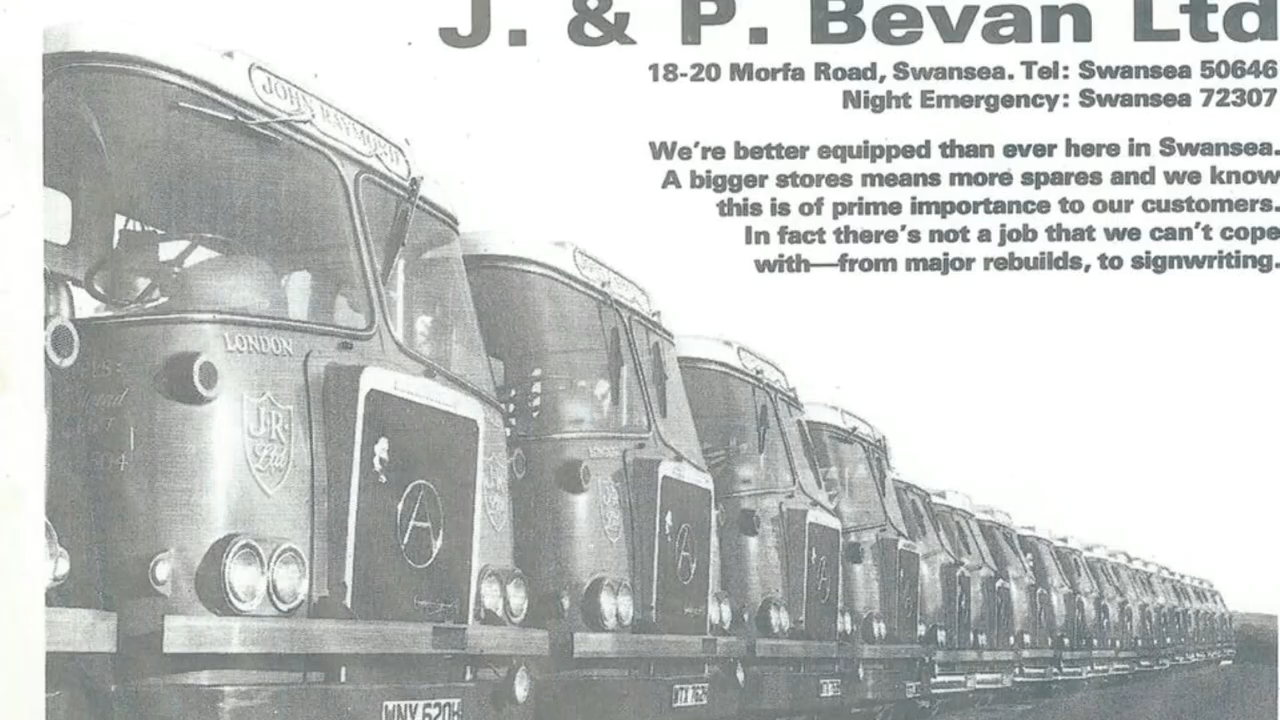 J. & P. Bevan Ltd
18-20 Morfa Road, Swansea. Tel: Swansea 50646
Night Emergency: Swansea 72307
We're better equipped than ever here in Swansea.
A bigger stores means more spares and we know
this is of prime importance to our customers.
In fact there's not a job that we can't cope
with—from major rebuilds, to signwriting.
JOHN RAYMOND
LONDON
J.R.
Ltd
A
A
A
WNY 620H